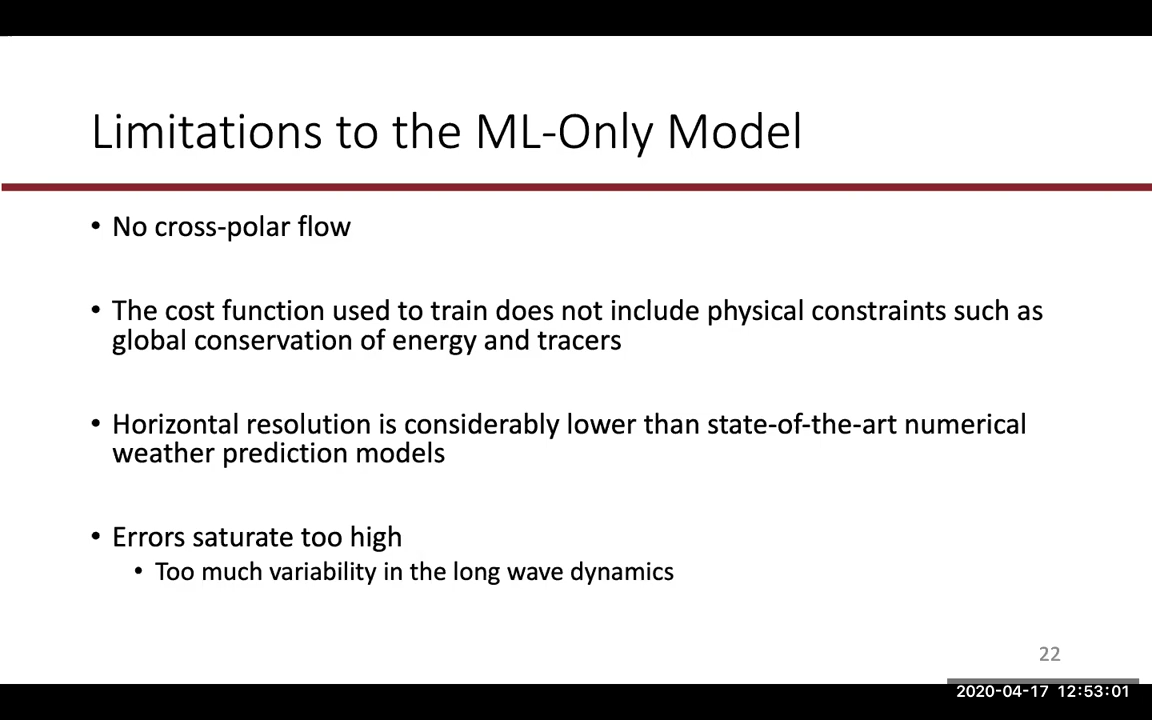 Limitations to the ML-Only Model
• No cross-polar flow
• The cost function used to train does not include physical constraints such as
global conservation of energy and tracers
• Horizontal resolution is considerably lower than state-of-the-art numerical
weather prediction models
• Errors saturate too high
• Too much variability in the long wave dynamics
22
2020-04-17 12:53:01